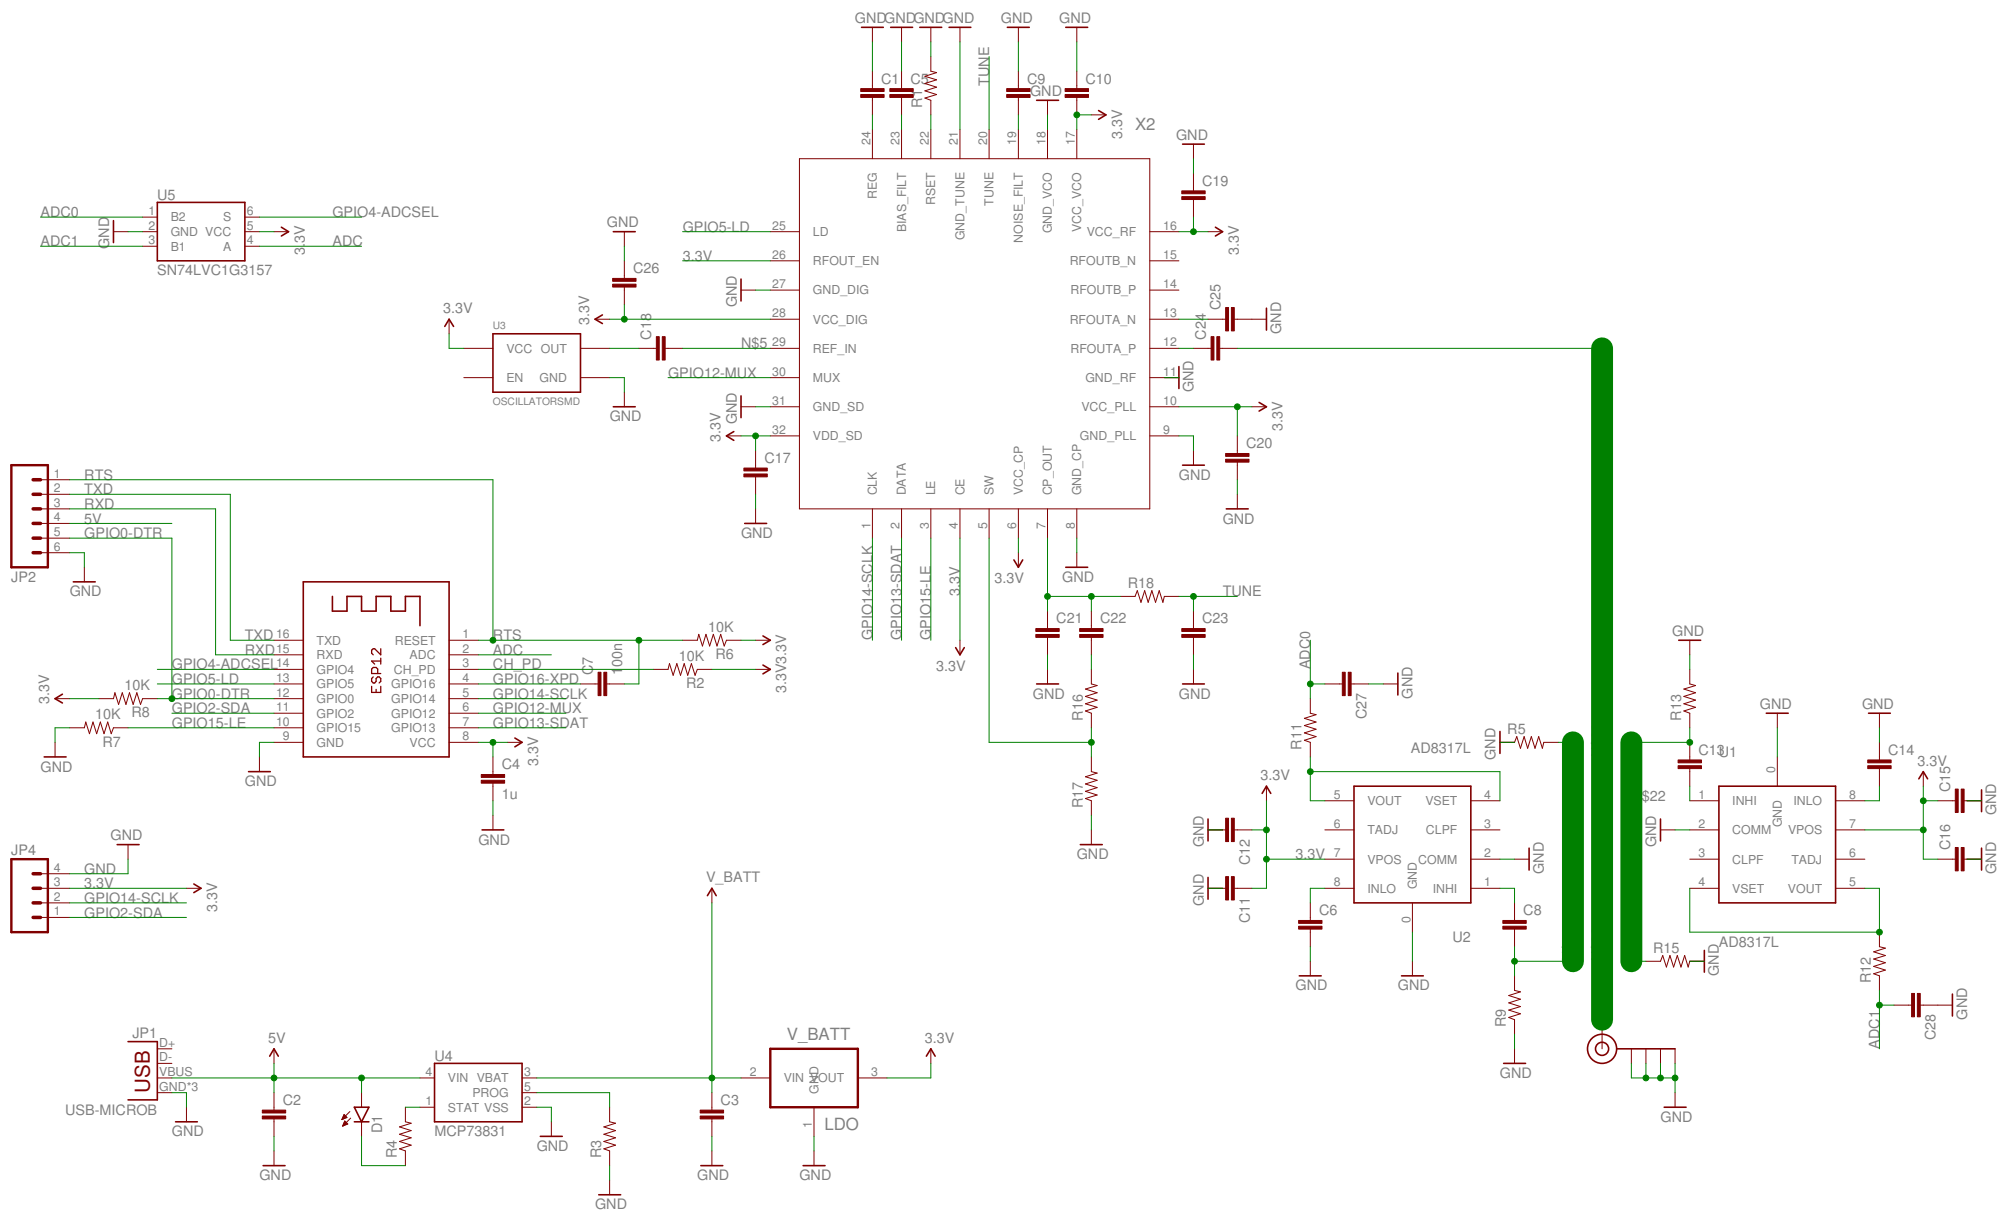 GND GND GND GND GND GND
TUNE
C1 C5 R1 C9 C10
GND
3.3V
X2
24 23 22 21 20 19 18 17
REG BIAS_FILT RSET GND_TUNE TUNE NOISE_FILT GND_VCO VCC_VCO
GND
C19
3.3V
U5
ADC0 1 B2 S 6 GPIO4-ADCSEL
GND 2 GND VCC 5 3.3V
ADC1 3 B1 A 4 ADC
SN74LVC1G3157
GPIO5-LD 25 LD
3.3V 26 RFOUT_EN
GND 27 GND_DIG
3.3V 28 VCC_DIG
N$5 29 REF_IN
GPIO12-MUX 30 MUX
GND 31 GND_SD
3.3V 32 VDD_SD
VCC_RF 16
RFOUTB_N 15
RFOUTB_P 14
RFOUTA_N 13 C25 GND
RFOUTA_P 12 C24
GND_RF 11 GND
VCC_PLL 10 3.3V
GND_PLL 9 GND
C20
GND
GND
C26
C18
3.3V
U3
VCC OUT
EN GND
OSCILLATORSMD
GND
C17
GND
CLK DATA LE CE SW VCC_CP CP_OUT GND_CP
1 2 3 4 5 6 7 8
GPIO14-SCLK GPIO13-SDAT GPIO15-LE 3.3V
3.3V
3.3V
GND
R18 TUNE
C21 C22 C23
GND GND
R16
R17
GND
1 RTS
2 TXD
3 RXD
4 5V
5 GPIO0-DTR
6
JP2
GND
ESP12
TXD 16 TXD RESET 1 RTS
RXD 15 RXD ADC 2 ADC
GPIO4-ADCSEL 14 GPIO4 CH_PD 3 CH_PD
GPIO5-LD 13 GPIO5 GPIO16 4 GPIO16-XPD
GPIO0-DTR 12 GPIO0 GPIO14 5 GPIO14-SCLK
GPIO2-SDA 11 GPIO2 GPIO12 6 GPIO12-MUX
GPIO15-LE 10 GPIO15 GPIO13 7 GPIO13-SDAT
9 GND VCC 8 3.3V
3.3V 10K R8
10K R7
GND
GND
10K R6 3.3V
10K R2 3.3V
C7 100n
C4
1u
GND
GND
JP4
4 GND
3 3.3V
2 GPIO14-SCLK
1 GPIO2-SDA
3.3V
ADC0
C27 GND
R11
AD8317L
GND R5
3.3V
5 VOUT VSET 4
6 TADJ CLPF 3
3.3V 7 VPOS COMM 2 GND
8 INLO INHI 1
GND
0
U2
GND C12
GND C11
C6
GND
GND
C8
R9
GND
GND
R13
C13
U1
GND
0
GND
C14
3.3V
C15 GND
C16 GND
$22
1 INHI INLO 8
GND 2 COMM VPOS 7
3 CLPF TADJ 6
4 VSET VOUT 5
GND
AD8317L
R15 GND
R12
C28 GND
ADC1
GND
JP1
USB
D+
D-
VBUS
GND*3
USB-MICROB
GND
5V
C2
GND
D1
R4
U4
4 VIN VBAT 3
PROG 5
1 STAT VSS 2
MCP73831
GND
R3
GND
V_BATT
C3
GND
V_BATT
2 VIN VOUT 3
GND
1
LDO
GND
3.3V